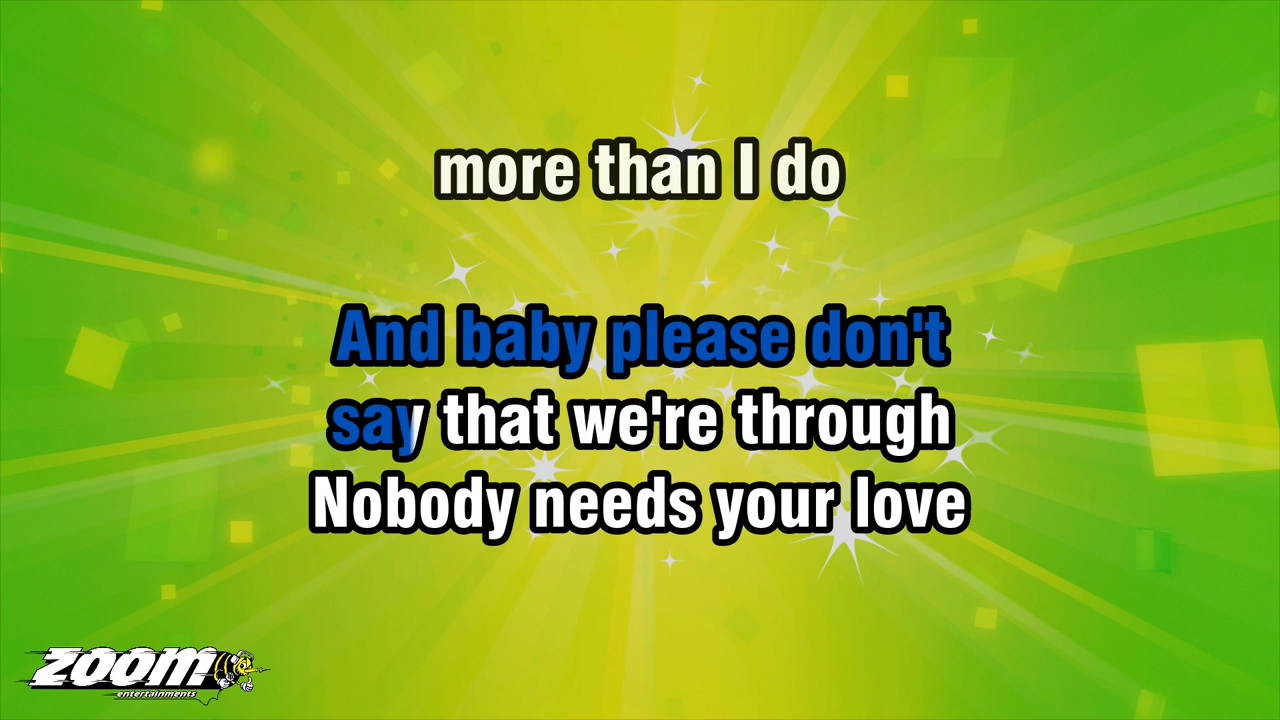 more than I do
And baby please don't
say that we're through
Nobody needs your love
zoom
entertainments